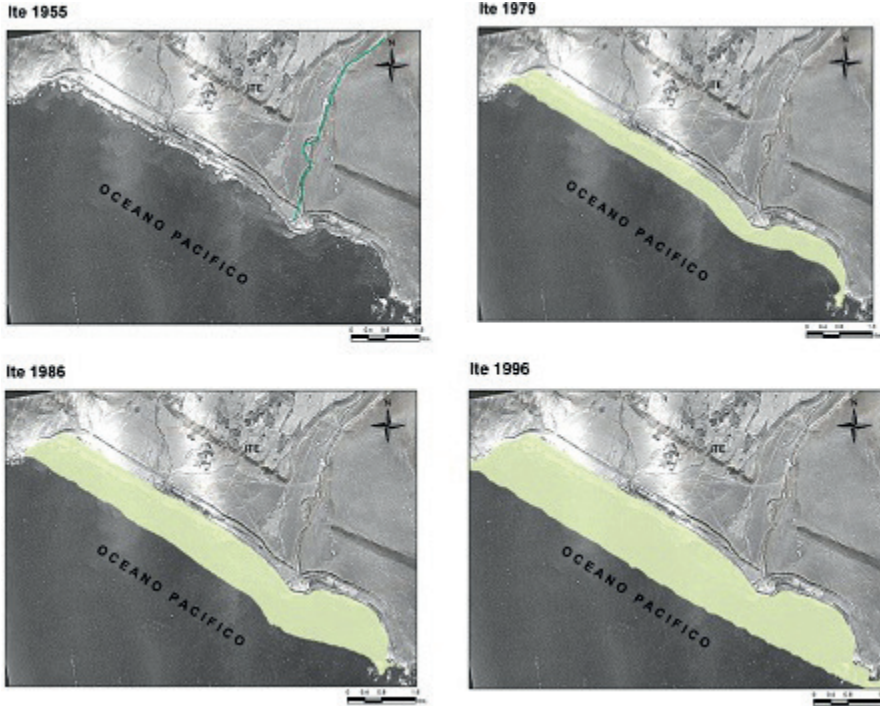 Ite 1955
N
ITE
OCEANO PACIFICO
Ite 1979
N
OCEANO PACIFICO
Ite 1986
N
ITE
OCEANO PACIFICO
Ite 1996
N
ITE
OCEANO PACIFICO